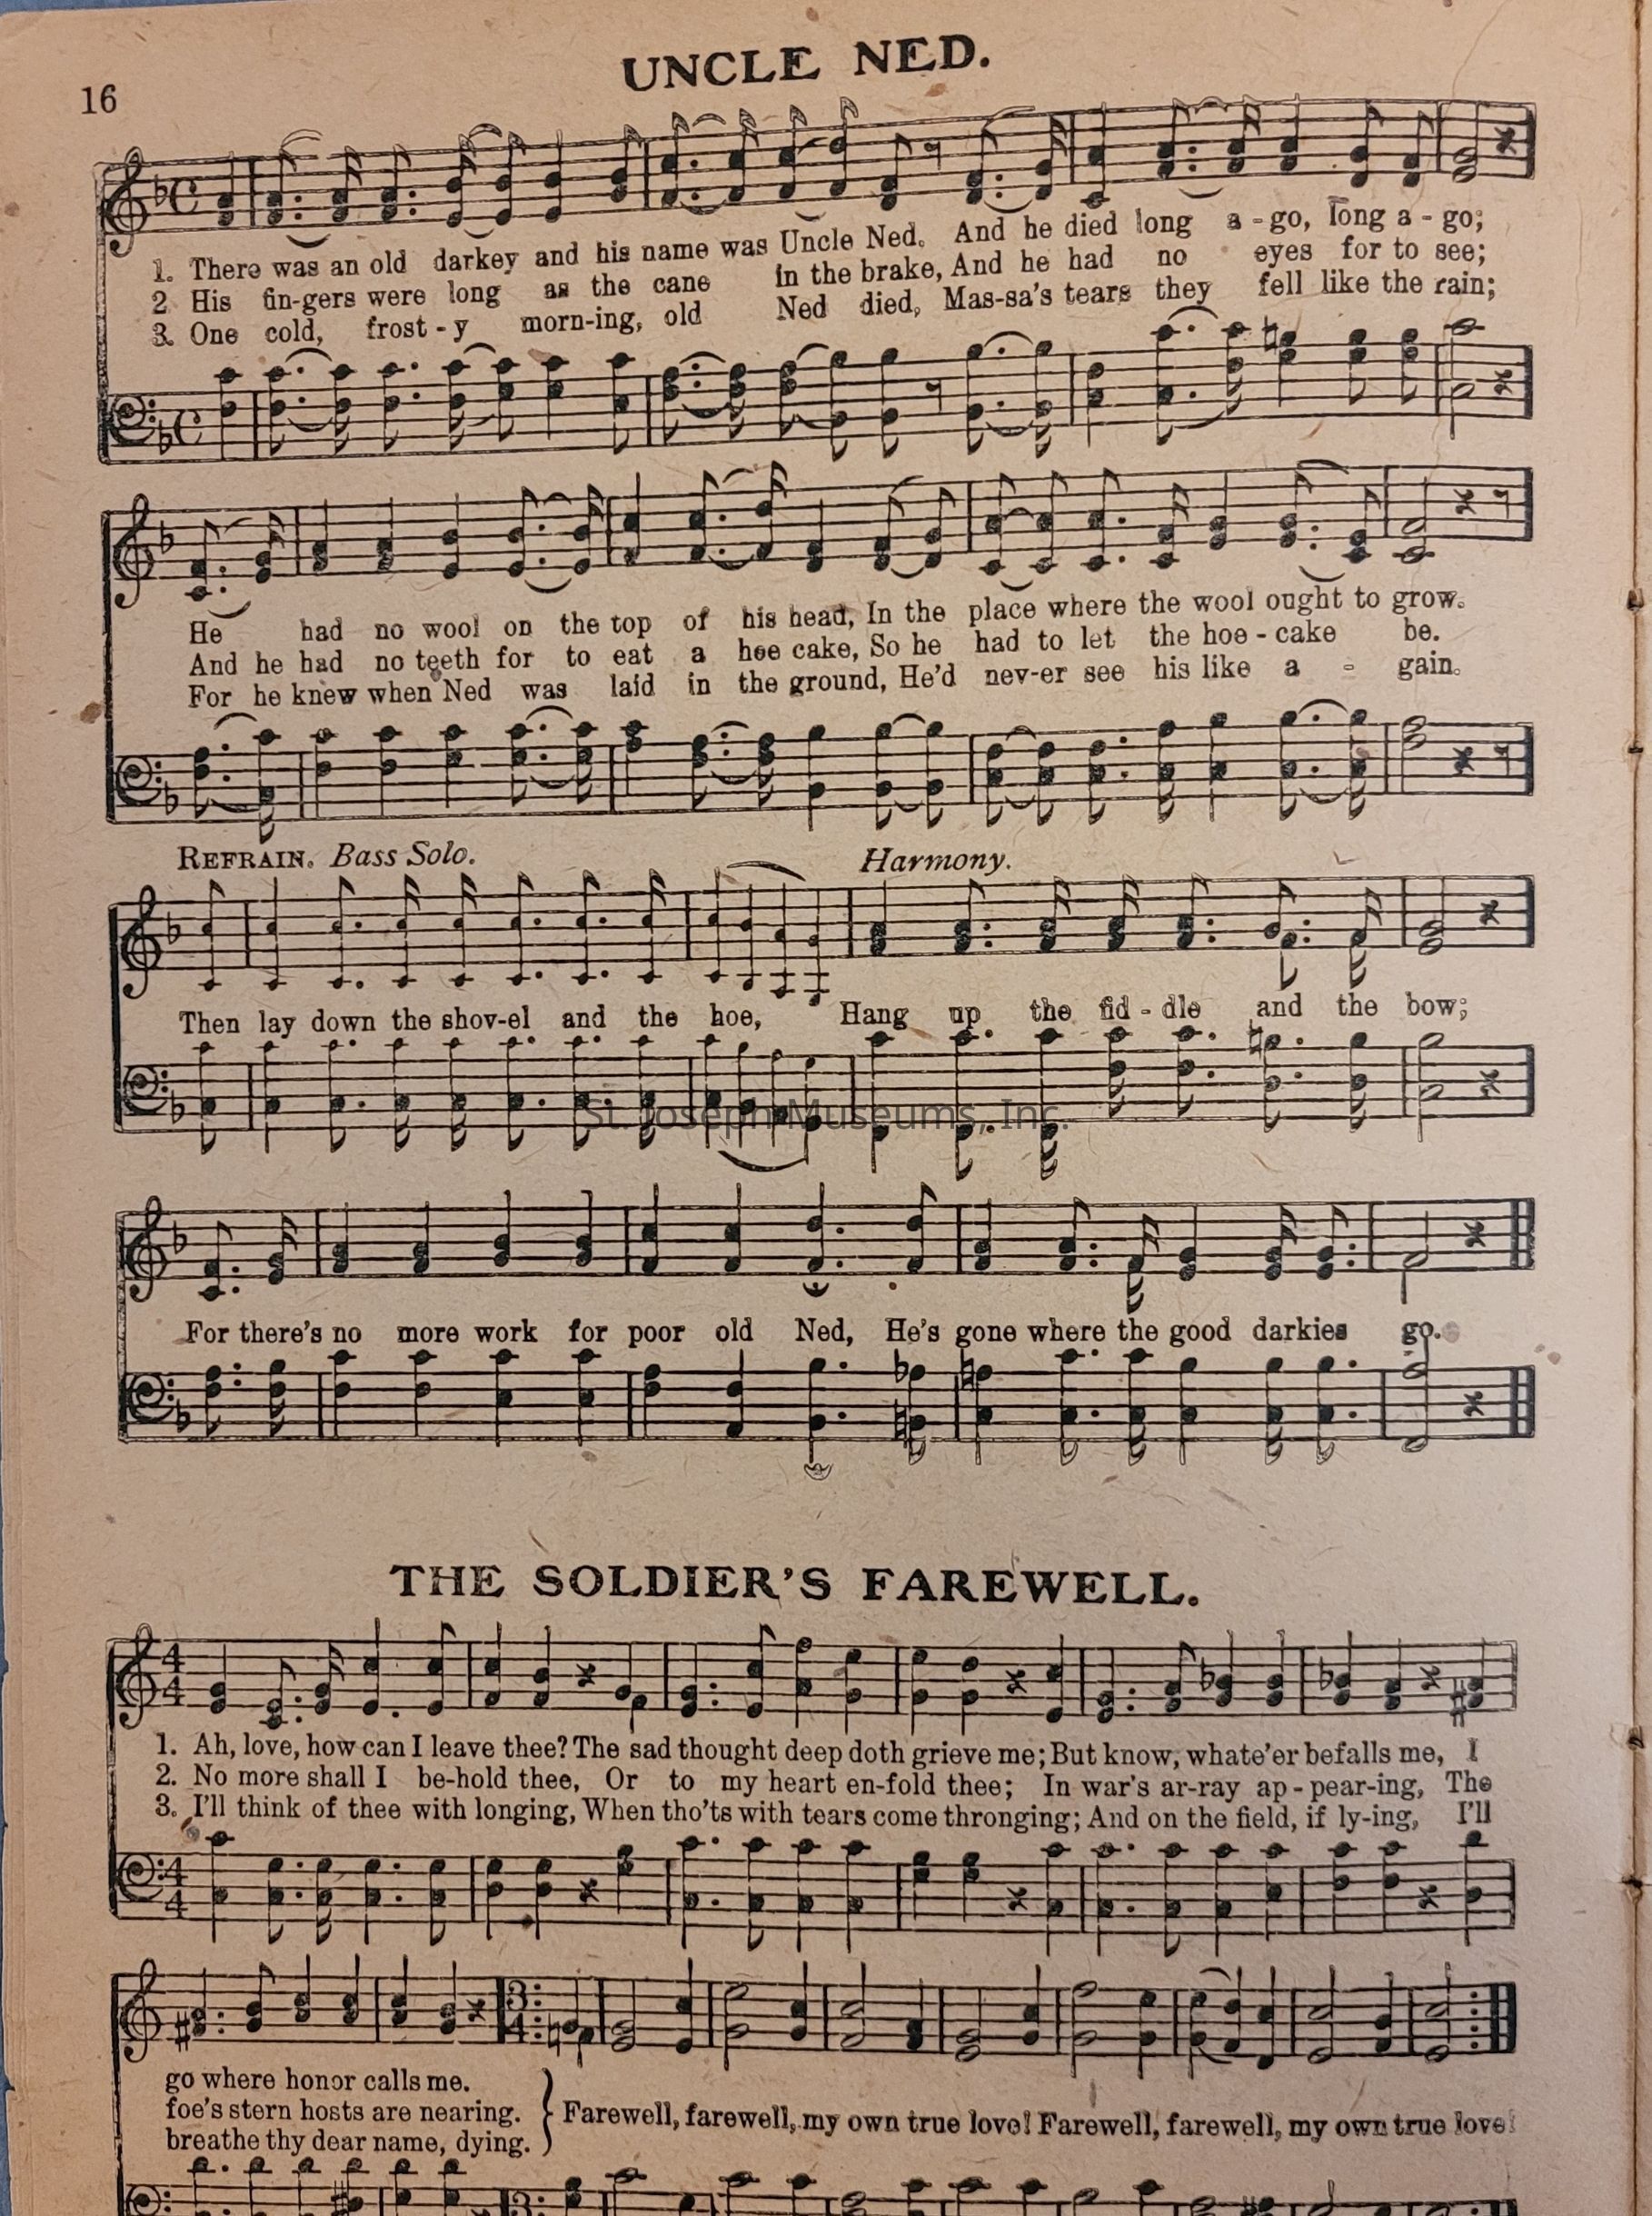 16
UNCLE NED.
1. There was an old darkey and his name was Uncle Ned. And he died long a - go, long a - go;
2 His fin-gers were long as the cane in the brake, And he had no eyes for to see;
3. One cold, frost - y morn-ing, old Ned died, Mas-sa's tears they fell like the rain;
He had no wool on the top of his head, In the place where the wool ought to grow.
And he had no teeth for to eat a hoe cake, So he had to let the hoe - cake be.
For he knew when Ned was laid in the ground, He'd nev-er see his like a - gain.
REFRAIN. Bass Solo. Harmony.
Then lay down the shov-el and the hoe, Hang up the fid - dle and the bow;
St. Joseph Museums, Inc.
For there's no more work for poor old Ned, He's gone where the good darkies go.
THE SOLDIER'S FAREWELL.
1. Ah, love, how can I leave thee? The sad thought deep doth grieve me; But know, whate'er befalls me, I
2. No more shall I be-hold thee, Or to my heart en-fold thee; In war's ar-ray ap - pear-ing, The
3. I'll think of thee with longing, When tho'ts with tears come thronging; And on the field, if ly-ing, I'll
go where honor calls me.
foe's stern hosts are nearing.
breathe thy dear name, dying.
} Farewell, farewell, my own true love! Farewell, farewell, my own true love!